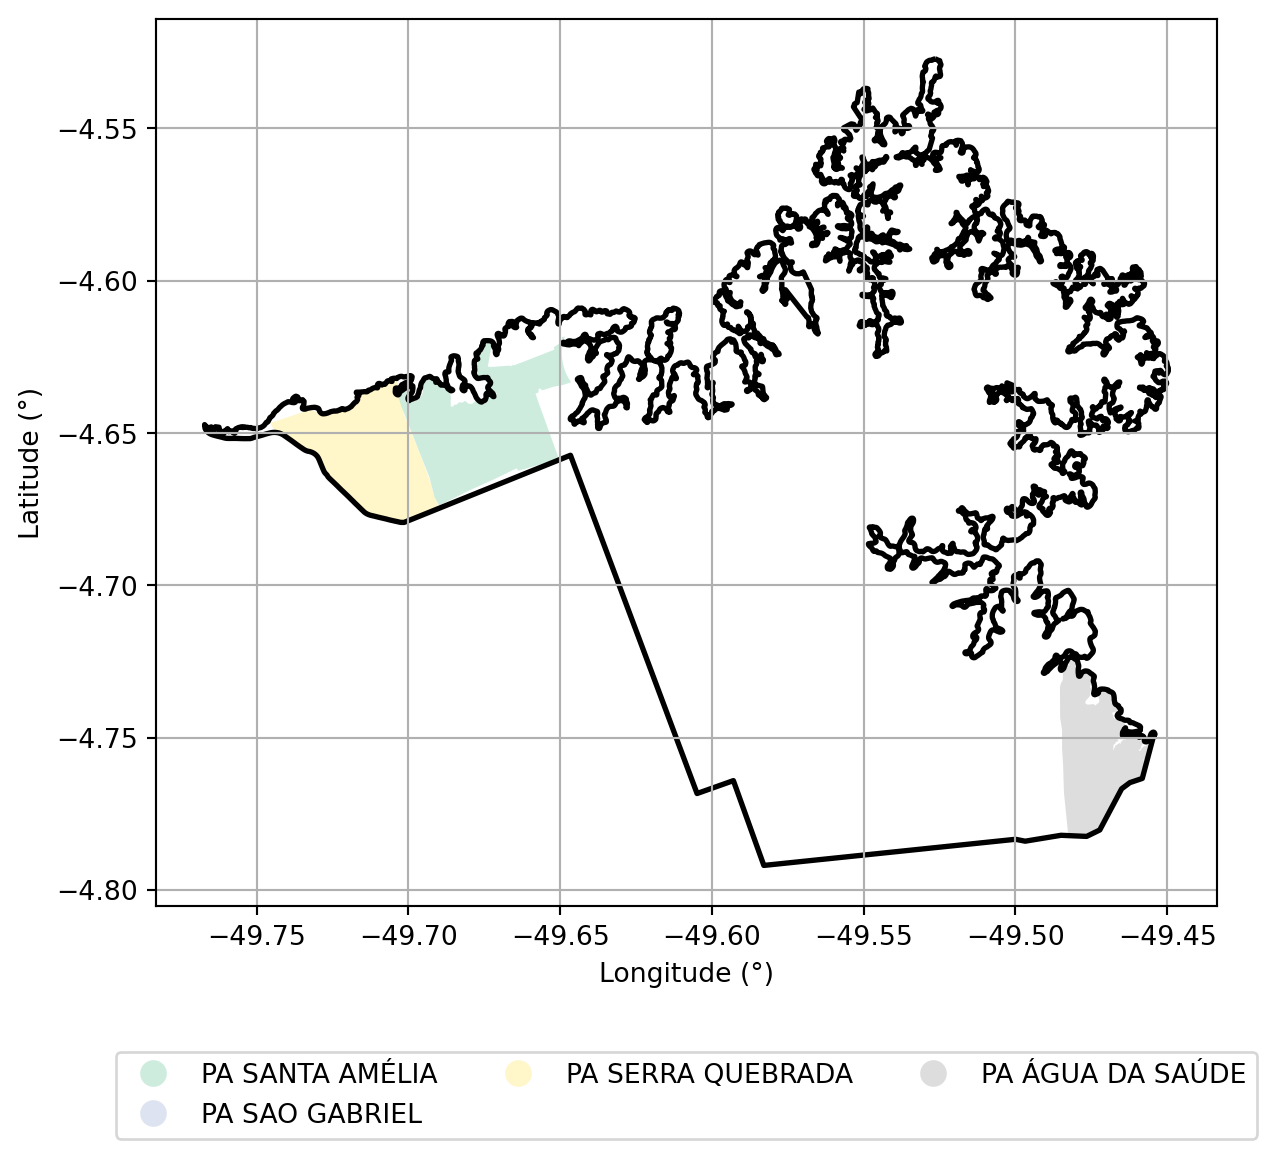 −4.55
−4.60
−4.65
−4.70
−4.75
−4.80
Latitude (°)
−49.75 −49.70 −49.65 −49.60 −49.55 −49.50 −49.45
Longitude (°)
PA SANTA AMÉLIA PA SERRA QUEBRADA PA ÁGUA DA SAÚDE
PA SAO GABRIEL